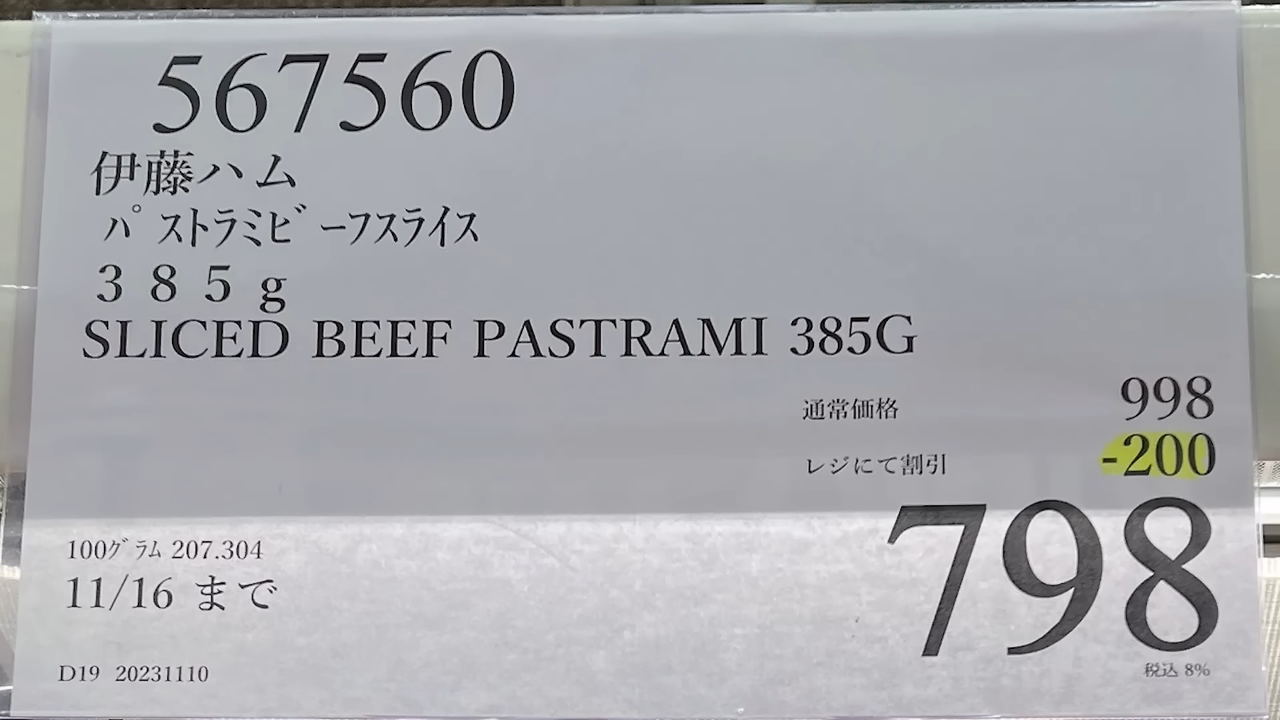 567560
伊藤ハム
ﾊﾟｽﾄﾗﾐﾋﾞｰﾌｽﾗｲｽ
３８５ｇ
SLICED BEEF PASTRAMI 385G
通常価格 998
レジにて割引 -200
798
税込 8%
100ｸﾞﾗﾑ 207.304
11/16 まで
D19 20231110